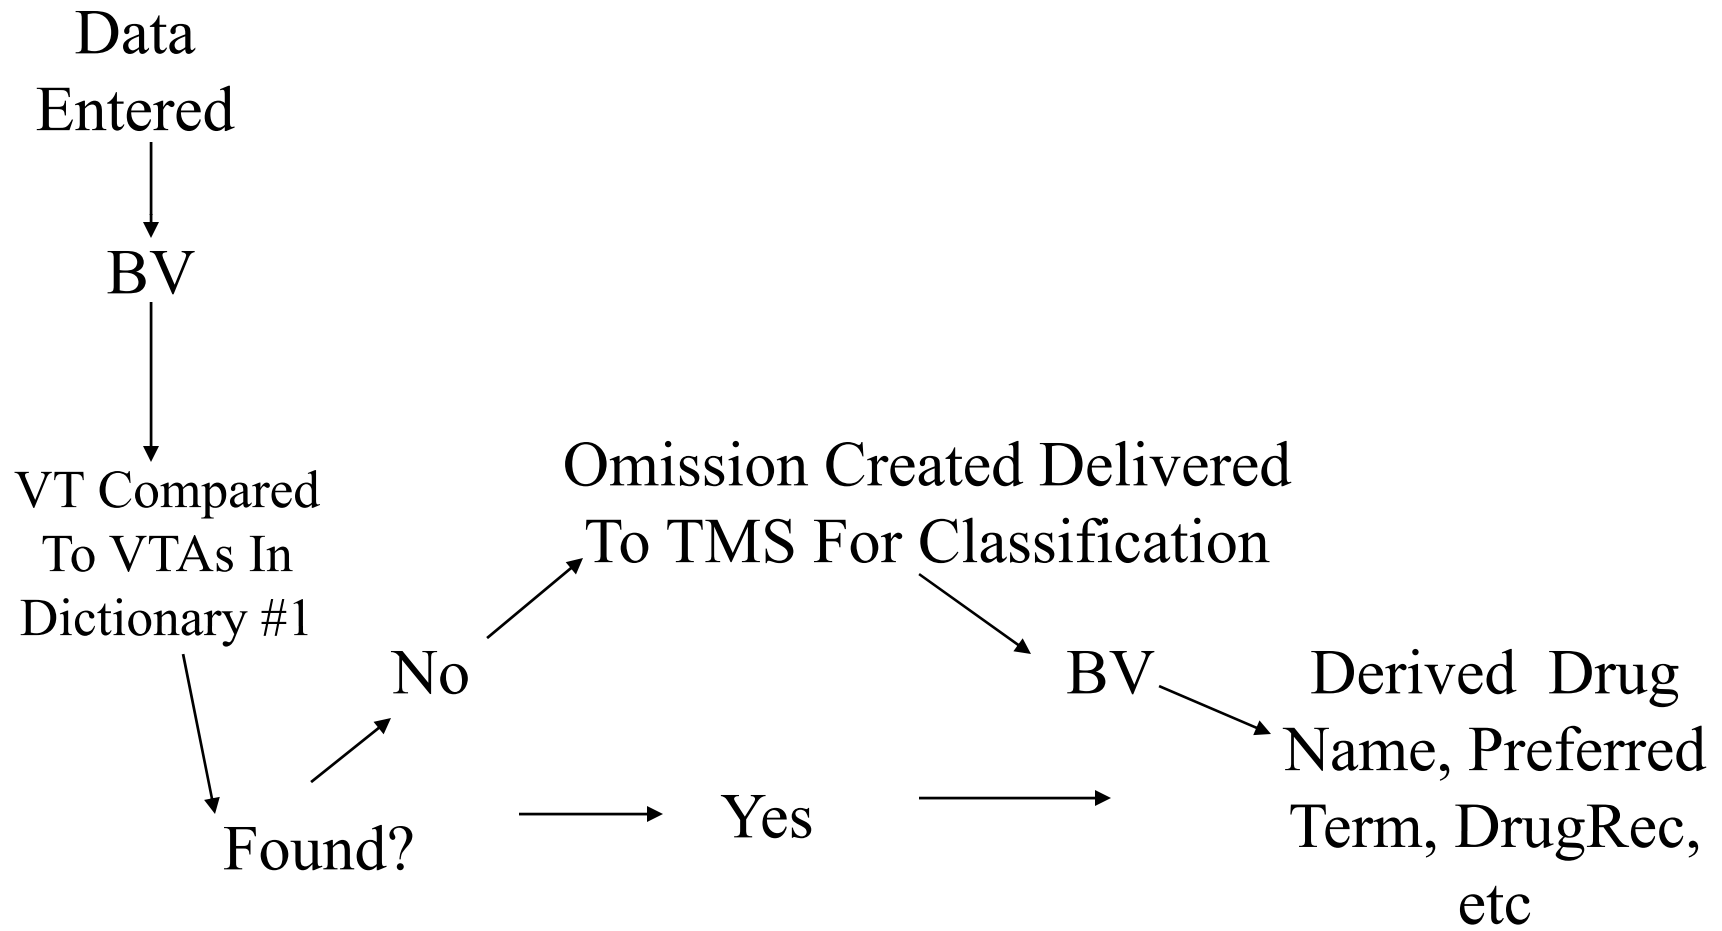 Data
Entered
BV
VT Compared
To VTAs In
Dictionary #1
Found?
No
Omission Created Delivered
To TMS For Classification
BV
Yes
Derived  Drug
Name, Preferred
Term, DrugRec,
etc